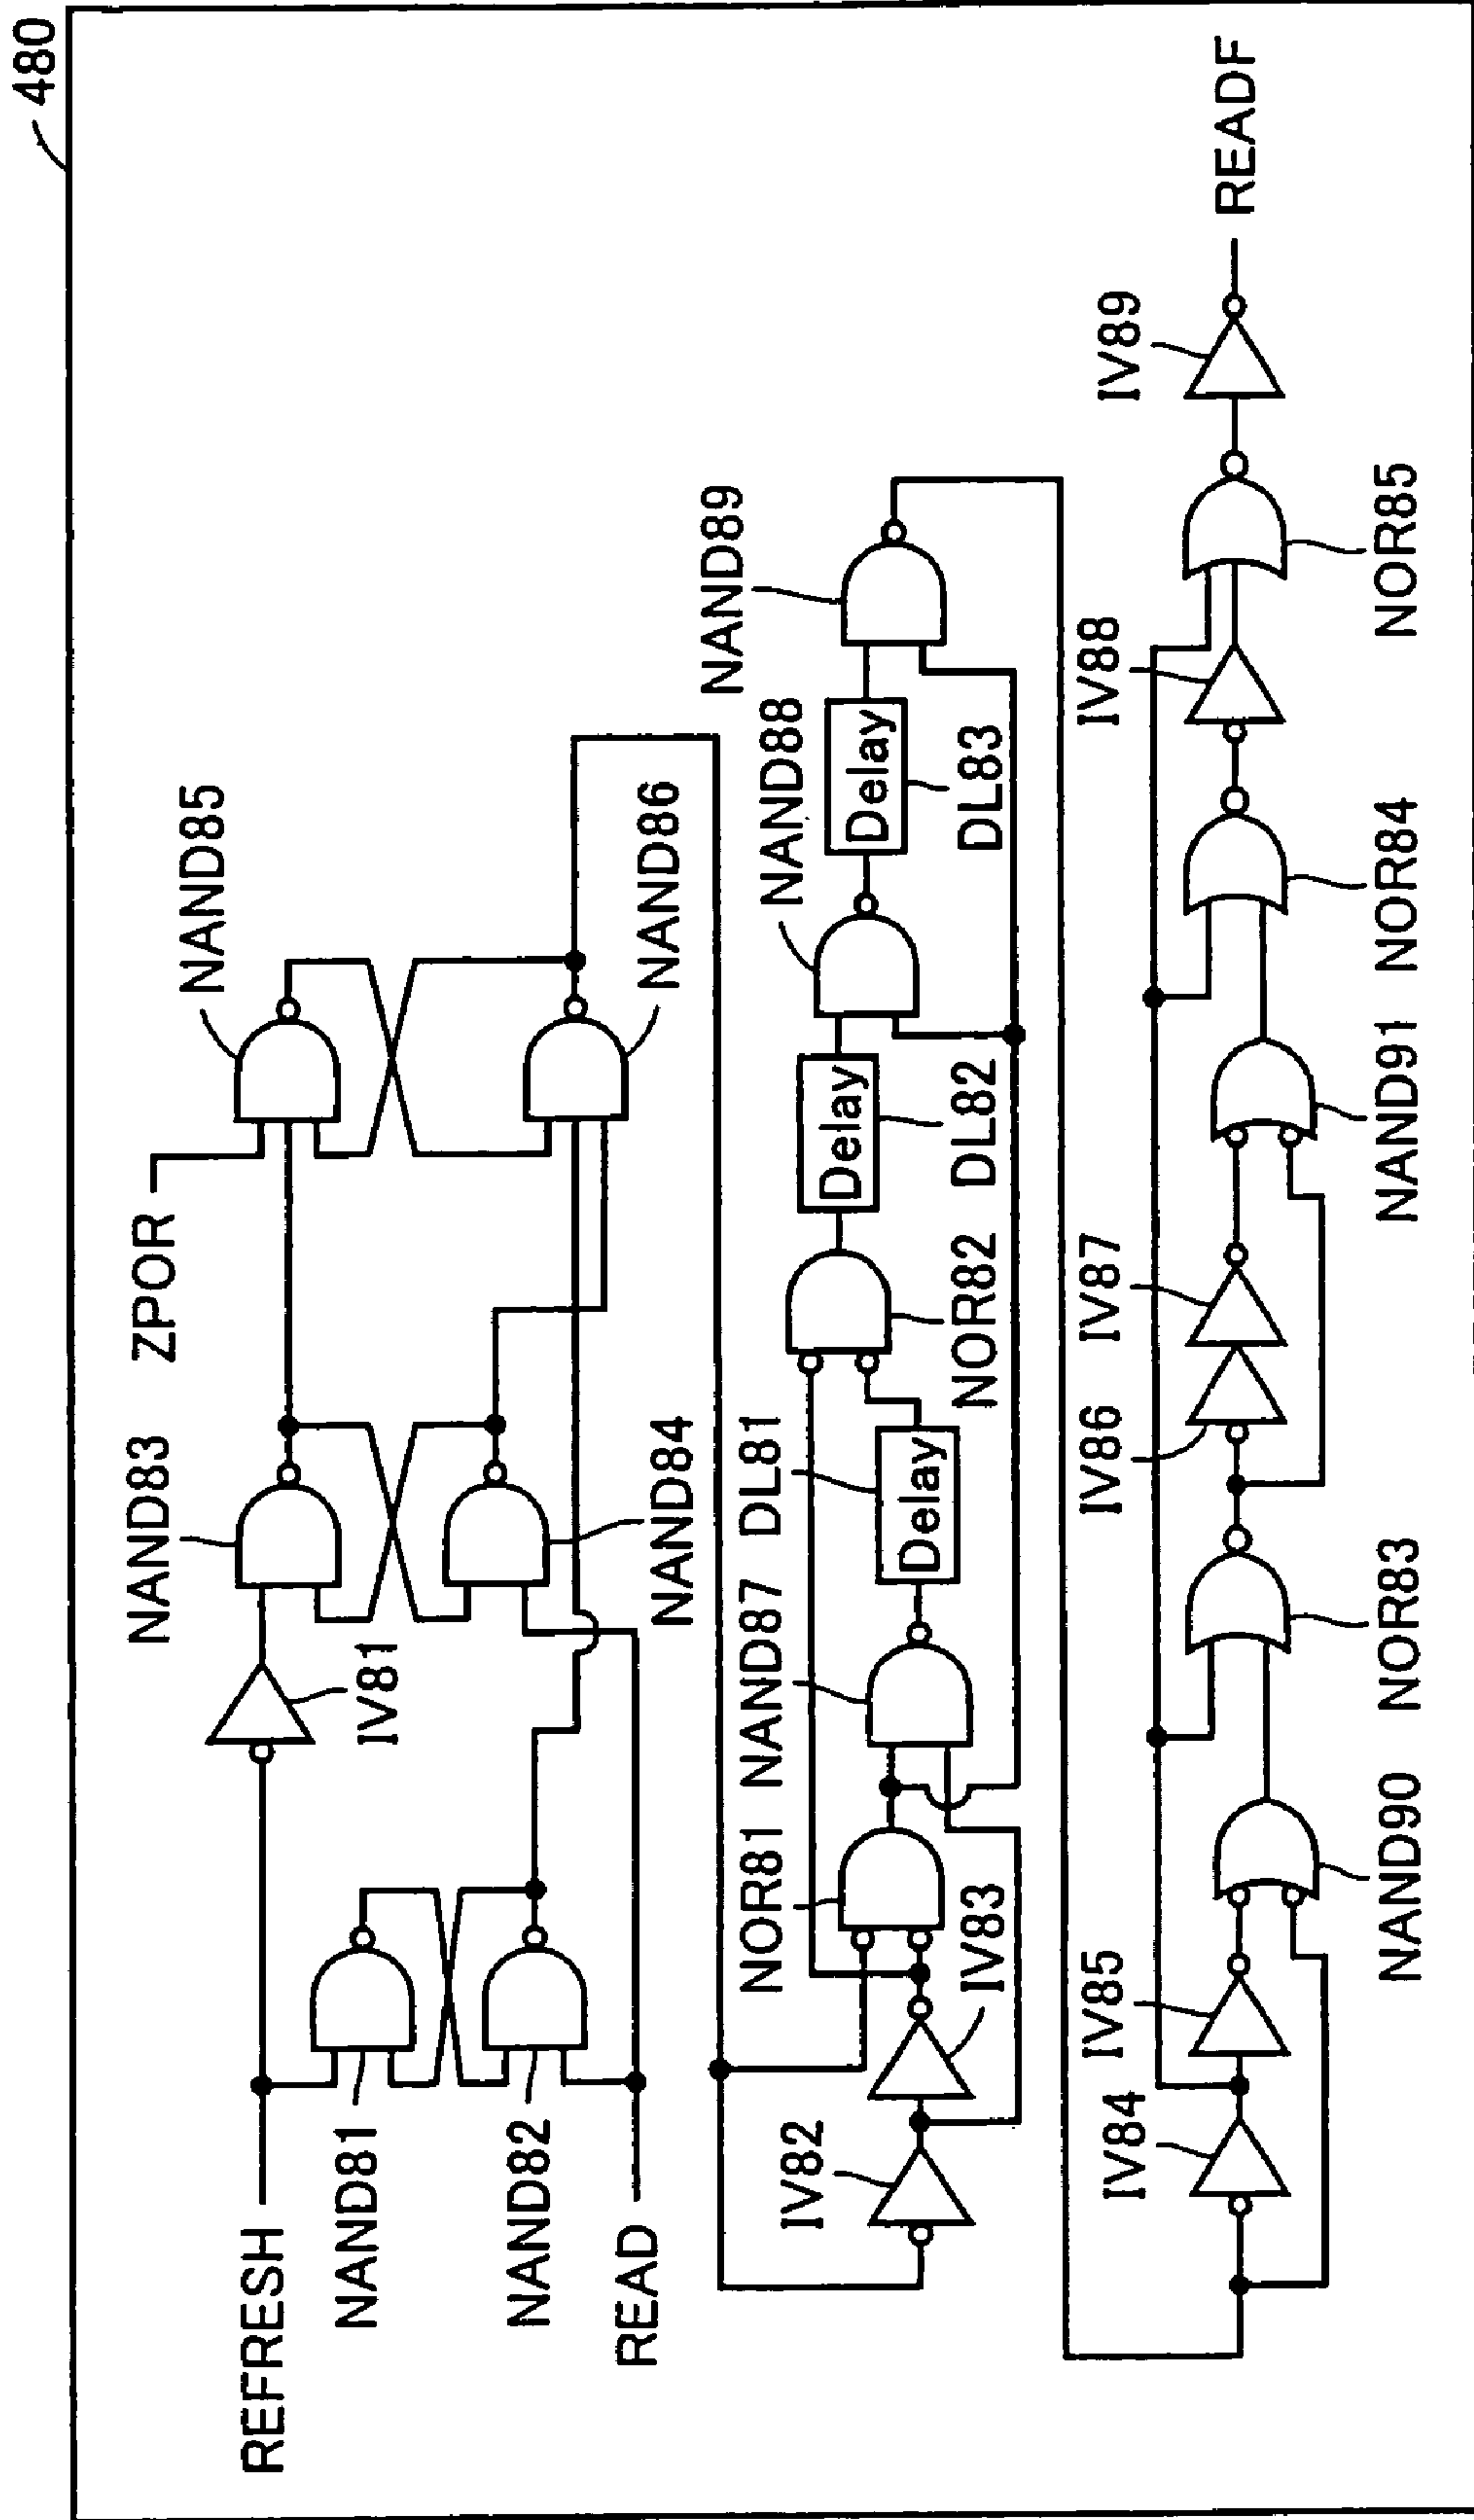 480
REFRESH
NAND81
NAND82
READ
IV81
NAND83
NAND84
ZPOR
NAND85
NAND86
IV82
IV83
NOR81
NAND87
DL81
Delay
NOR82
DL82
Delay
NAND88
DL83
Delay
NAND89
IV84
IV85
NAND90
NOR83
IV86
IV87
NAND91
NOR84
IV88
NOR85
IV89
READF